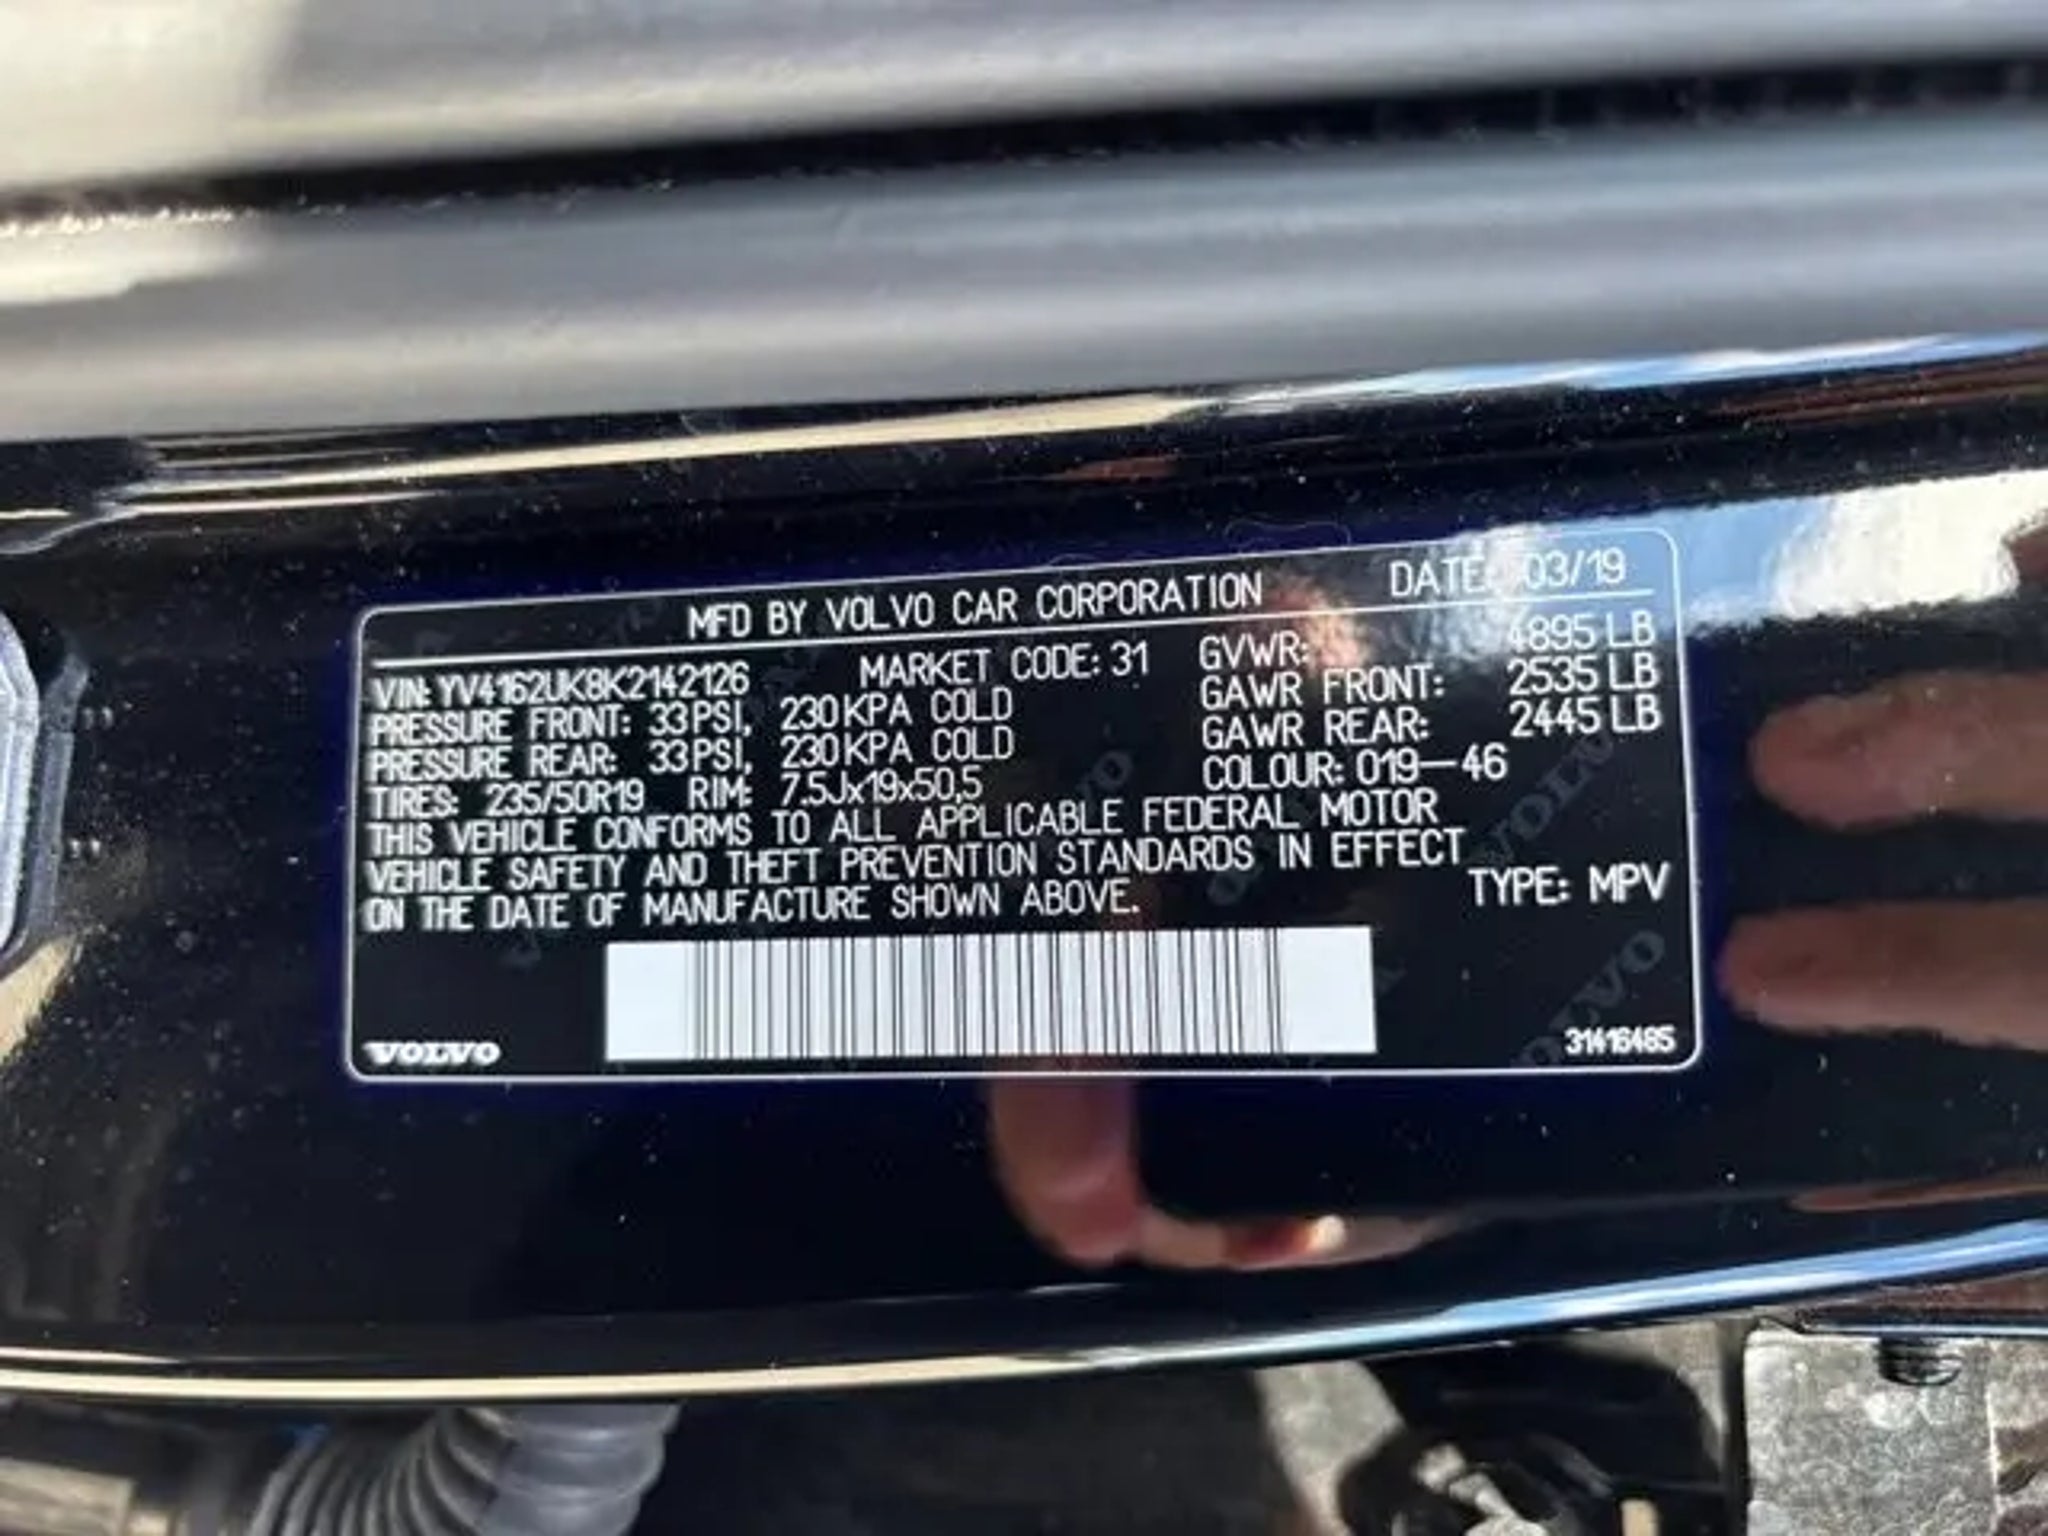 MFD BY VOLVO CAR CORPORATION DATE: 03/19
VIN: YV4162UK8K2142126 MARKET CODE: 31 GVWR: 4895 LB
PRESSURE FRONT: 33 PSI, 230 KPA COLD GAWR FRONT: 2535 LB
PRESSURE REAR: 33 PSI, 230 KPA COLD GAWR REAR: 2445 LB
TIRES: 235/50R19 RIM: 7.5Jx19x50,5 COLOUR: 019-46
THIS VEHICLE CONFORMS TO ALL APPLICABLE FEDERAL MOTOR
VEHICLE SAFETY AND THEFT PREVENTION STANDARDS IN EFFECT
ON THE DATE OF MANUFACTURE SHOWN ABOVE. TYPE: MPV
VOLVO 31416485